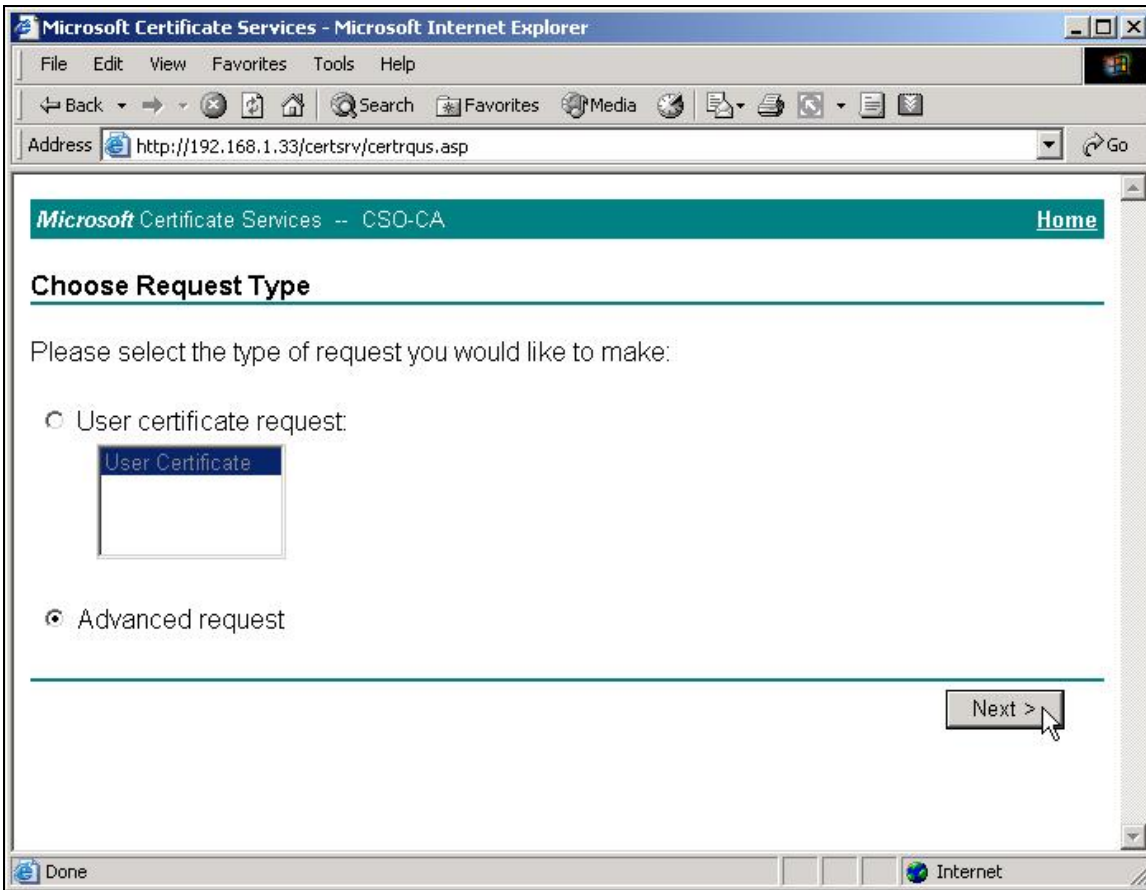 Microsoft Certificate Services - Microsoft Internet Explorer
File Edit View Favorites Tools Help
Back Search Favorites Media
Address http://192.168.1.33/certsrv/certrqus.asp Go
Microsoft Certificate Services -- CSO-CA Home
Choose Request Type
Please select the type of request you would like to make:
User certificate request:
User Certificate
Advanced request
Next >
Done Internet